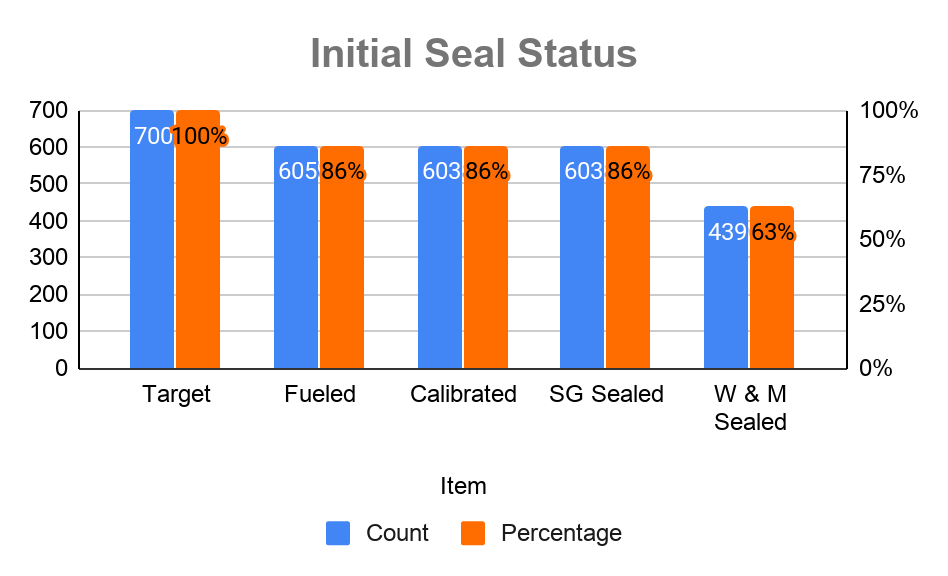 Initial Seal Status
700
600
500
400
300
200
100
0
100%
75%
50%
25%
0%
700 100%
605 86%
603 86%
603 86%
439 63%
Target
Fueled
Calibrated
SG Sealed
W & M
Sealed
Item
Count
Percentage